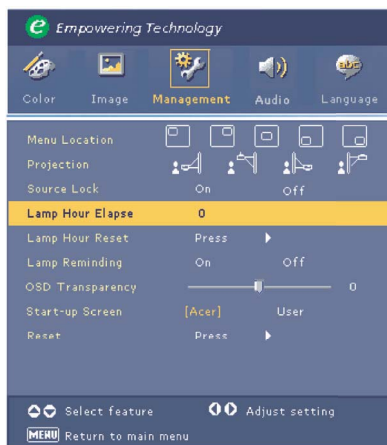 e Empowering Technology
Color Image Management Audio Language
Menu Location
Projection
Source Lock On Off
Lamp Hour Elapse 0
Lamp Hour Reset Press
Lamp Reminding On Off
OSD Transparency 0
Start-up Screen [Acer] User
Reset Press
Select feature Adjust setting
MENU Return to main menu